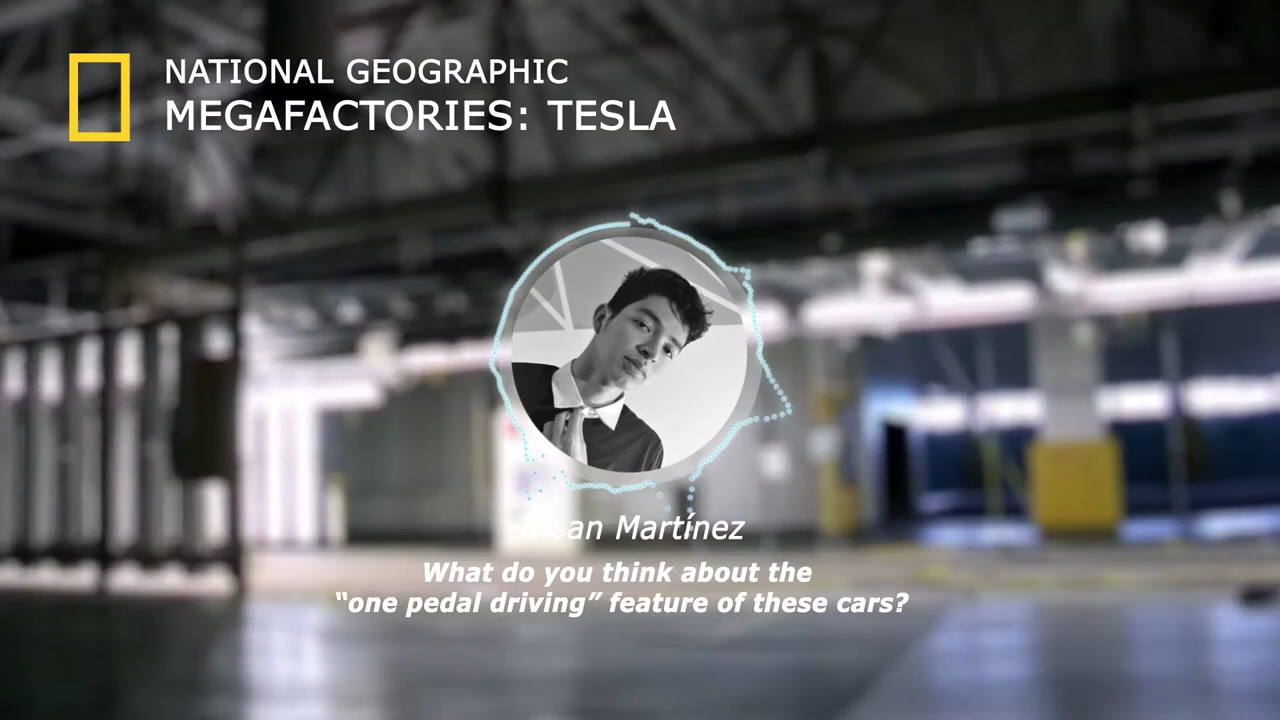 NATIONAL GEOGRAPHIC
MEGAFACTORIES: TESLA
Martínez
What do you think about the
“one pedal driving” feature of these cars?